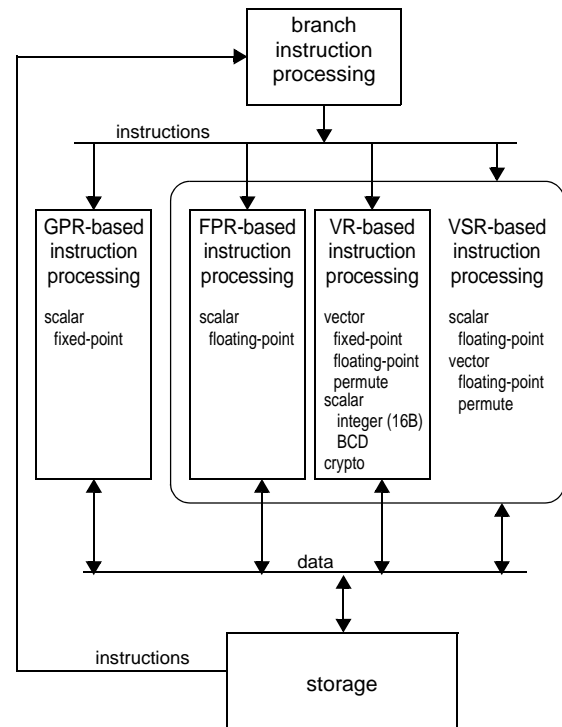 branch
instruction
processing
instructions
GPR-based
instruction
processing
scalar
fixed-point
FPR-based
instruction
processing
scalar
floating-point
VR-based
instruction
processing
vector
fixed-point
floating-point
permute
scalar
integer (16B)
BCD
crypto
VSR-based
instruction
processing
scalar
floating-point
vector
floating-point
permute
data
instructions
storage